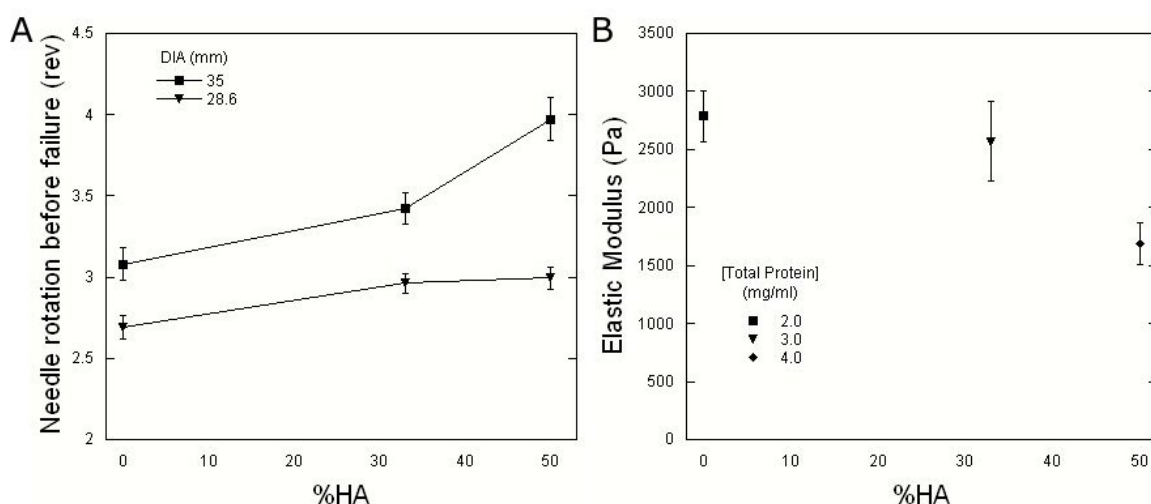 A
Needle rotation before failure (rev)
4.5
4
3.5
3
2.5
2
DIA (mm)
35
28.6
0 10 20 30 40 50
%HA
B
Elastic Modulus (Pa)
3500
3000
2500
2000
1500
1000
500
0
[Total Protein]
(mg/ml)
2.0
3.0
4.0
0 10 20 30 40 50
%HA